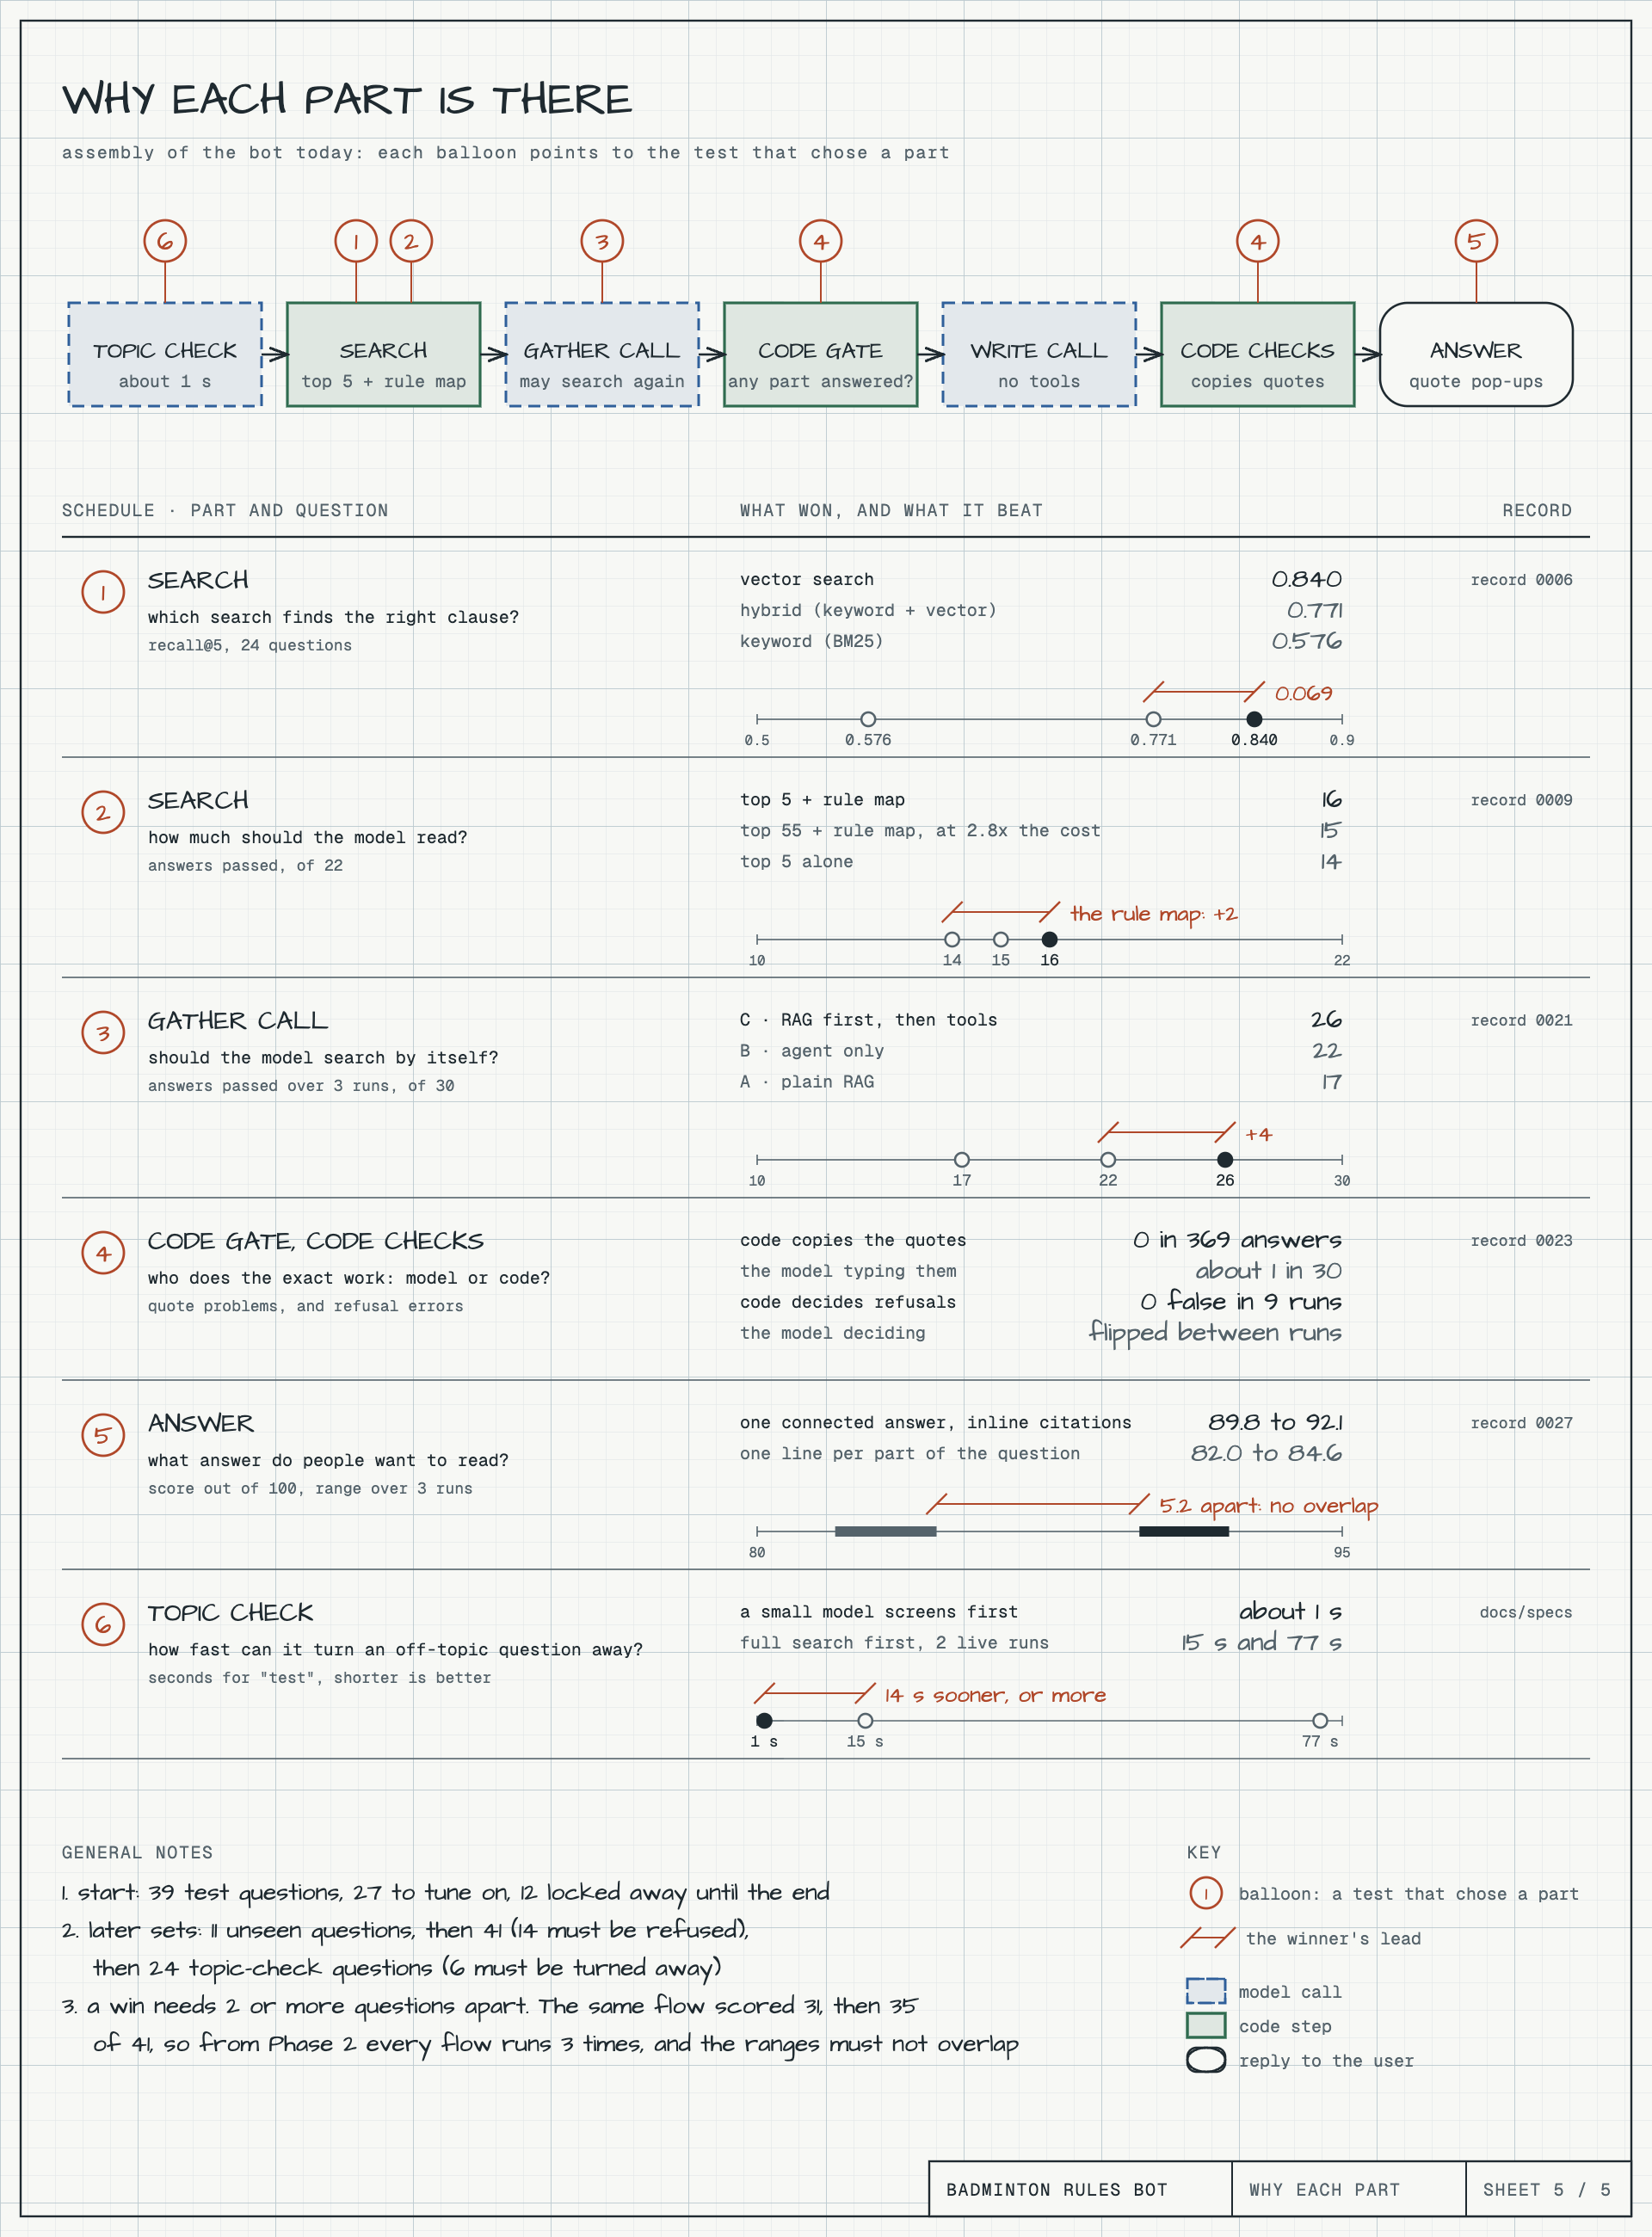 WHY EACH PART IS THERE
assembly of the bot today: each balloon points to the test that chose a part
6
1
2
3
4
4
5
TOPIC CHECK
about 1 s
SEARCH
top 5 + rule map
GATHER CALL
may search again
CODE GATE
any part answered?
WRITE CALL
no tools
CODE CHECKS
copies quotes
ANSWER
quote pop-ups
SCHEDULE · PART AND QUESTION
WHAT WON, AND WHAT IT BEAT
RECORD
1
SEARCH
which search finds the right clause?
recall@5, 24 questions
vector search 0.840
hybrid (keyword + vector) 0.771
keyword (BM25) 0.576
record 0006
0.069
0.5 0.576 0.771 0.840 0.9
2
SEARCH
how much should the model read?
answers passed, of 22
top 5 + rule map 16
top 55 + rule map, at 2.8x the cost 15
top 5 alone 14
record 0009
the rule map: +2
10 14 15 16 22
3
GATHER CALL
should the model search by itself?
answers passed over 3 runs, of 30
C · RAG first, then tools 26
B · agent only 22
A · plain RAG 17
record 0021
+4
10 17 22 26 30
4
CODE GATE, CODE CHECKS
who does the exact work: model or code?
quote problems, and refusal errors
code copies the quotes 0 in 369 answers
the model typing them about 1 in 30
code decides refusals 0 false in 9 runs
the model deciding flipped between runs
record 0023
5
ANSWER
what answer do people want to read?
score out of 100, range over 3 runs
one connected answer, inline citations 89.8 to 92.1
one line per part of the question 82.0 to 84.6
record 0027
5.2 apart: no overlap
80 95
6
TOPIC CHECK
how fast can it turn an off-topic question away?
seconds for "test", shorter is better
a small model screens first about 1 s
full search first, 2 live runs 15 s and 77 s
docs/specs
14 s sooner, or more
1 s 15 s 77 s
GENERAL NOTES
1. start: 39 test questions, 27 to tune on, 12 locked away until the end
2. later sets: 11 unseen questions, then 41 (14 must be refused),
then 24 topic-check questions (6 must be turned away)
3. a win needs 2 or more questions apart. The same flow scored 31, then 35
of 41, so from Phase 2 every flow runs 3 times, and the ranges must not overlap
KEY
1 balloon: a test that chose a part
the winner's lead
model call
code step
reply to the user
BADMINTON RULES BOT
WHY EACH PART
SHEET 5 / 5